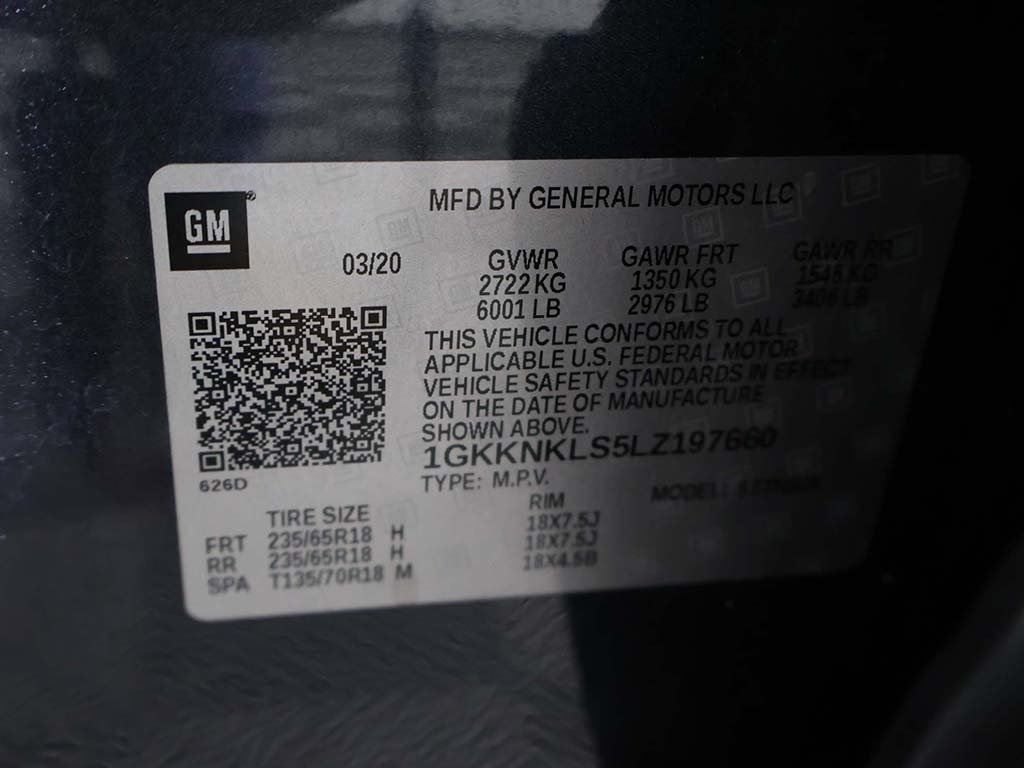 GM
MFD BY GENERAL MOTORS LLC
03/20
GVWR GAWR FRT GAWR RR
2722 KG 1350 KG 1545 KG
6001 LB 2976 LB 3406 LB
THIS VEHICLE CONFORMS TO ALL
APPLICABLE U.S. FEDERAL MOTOR
VEHICLE SAFETY STANDARDS IN EFFECT
ON THE DATE OF MANUFACTURE
SHOWN ABOVE.
1GKKNKLS5LZ197660
626D
TYPE: M.P.V. MODEL:
TIRE SIZE RIM
FRT 235/65R18 H 18X7.5J
RR 235/65R18 H 18X7.5J
SPA T135/70R18 M 18X4.5B